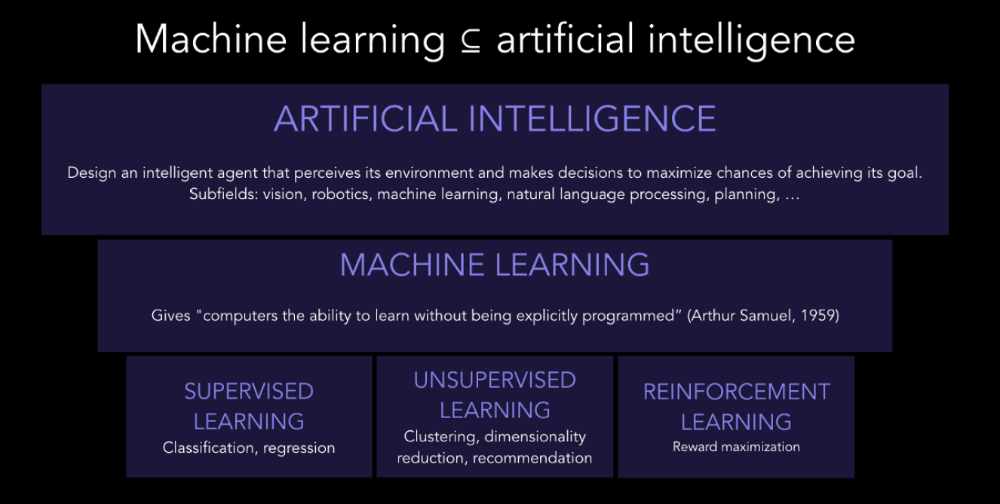 Machine learning ⊆ artificial intelligence
ARTIFICIAL INTELLIGENCE
Design an intelligent agent that perceives its environment and makes decisions to maximize chances of achieving its goal.
Subfields: vision, robotics, machine learning, natural language processing, planning, …
MACHINE LEARNING
Gives "computers the ability to learn without being explicitly programmed” (Arthur Samuel, 1959)
SUPERVISED
LEARNING
Classification, regression
UNSUPERVISED
LEARNING
Clustering, dimensionality
reduction, recommendation
REINFORCEMENT
LEARNING
Reward maximization